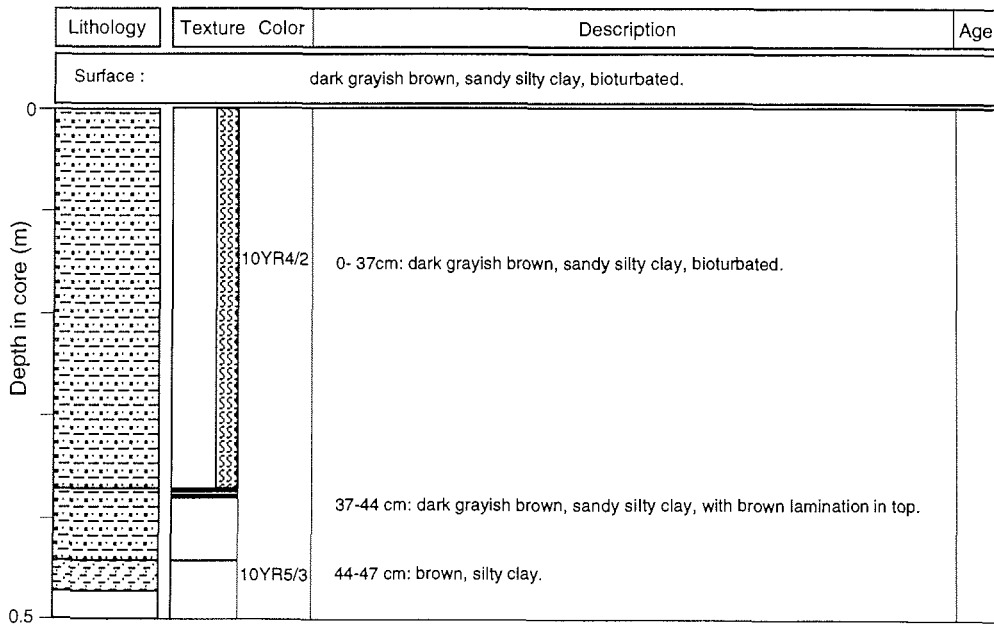 Lithology Texture Color Description Age
Surface : dark grayish brown, sandy silty clay, bioturbated.
0
10YR4/2 0- 37cm: dark grayish brown, sandy silty clay, bioturbated.
Depth in core (m)
37-44 cm: dark grayish brown, sandy silty clay, with brown lamination in top.
10YR5/3 44-47 cm: brown, silty clay.
0.5